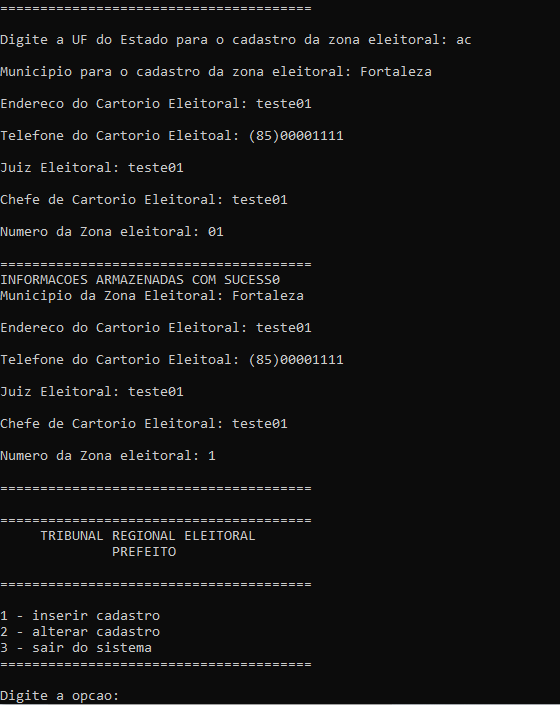 =======================================
Digite a UF do Estado para o cadastro da zona eleitoral: ac
Municipio para o cadastro da zona eleitoral: Fortaleza
Endereco do Cartorio Eleitoral: teste01
Telefone do Cartorio Eleitoal: (85)00001111
Juiz Eleitoral: teste01
Chefe de Cartorio Eleitoral: teste01
Numero da Zona eleitoral: 01
=======================================
INFORMACOES ARMAZENADAS COM SUCESS0
Municipio da Zona Eleitoral: Fortaleza
Endereco do Cartorio Eleitoral: teste01
Telefone do Cartorio Eleitoal: (85)00001111
Juiz Eleitoral: teste01
Chefe de Cartorio Eleitoral: teste01
Numero da Zona eleitoral: 1
=======================================
=======================================
TRIBUNAL REGIONAL ELEITORAL
PREFEITO
=======================================
1 - inserir cadastro
2 - alterar cadastro
3 - sair do sistema
=======================================
Digite a opcao: